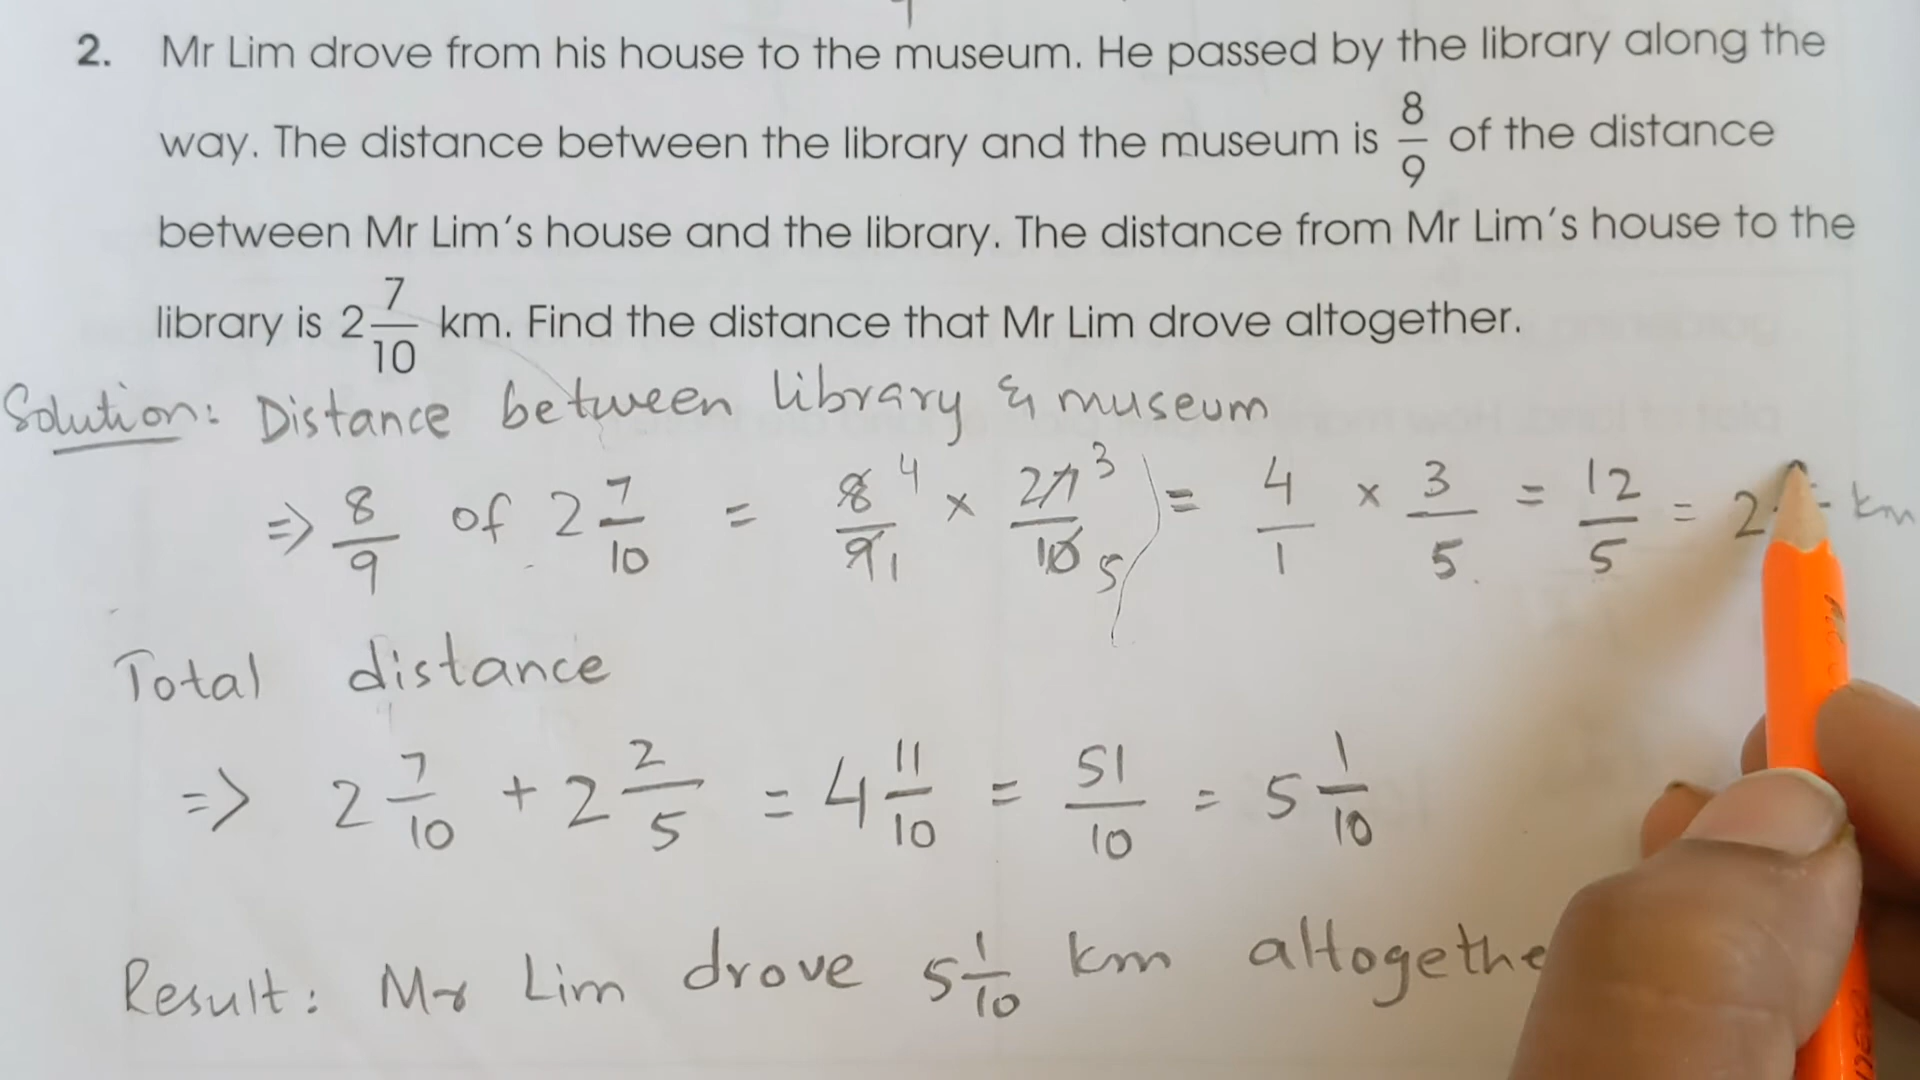 2. Mr Lim drove from his house to the museum. He passed by the library along the
way. The distance between the library and the museum is 8/9 of the distance
between Mr Lim's house and the library. The distance from Mr Lim's house to the
library is 2 7/10 km. Find the distance that Mr Lim drove altogether.
Solution: Distance between library & museum
=> 8/9 of 2 7/10 = 8 4/9 1 × 27 3/10 5 = 4/1 × 3/5 = 12/5 = 2 km
Total distance
=> 2 7/10 + 2 2/5 = 4 11/10 = 51/10 = 5 1/10
Result: Mr Lim drove 5 1/10 km altogethe